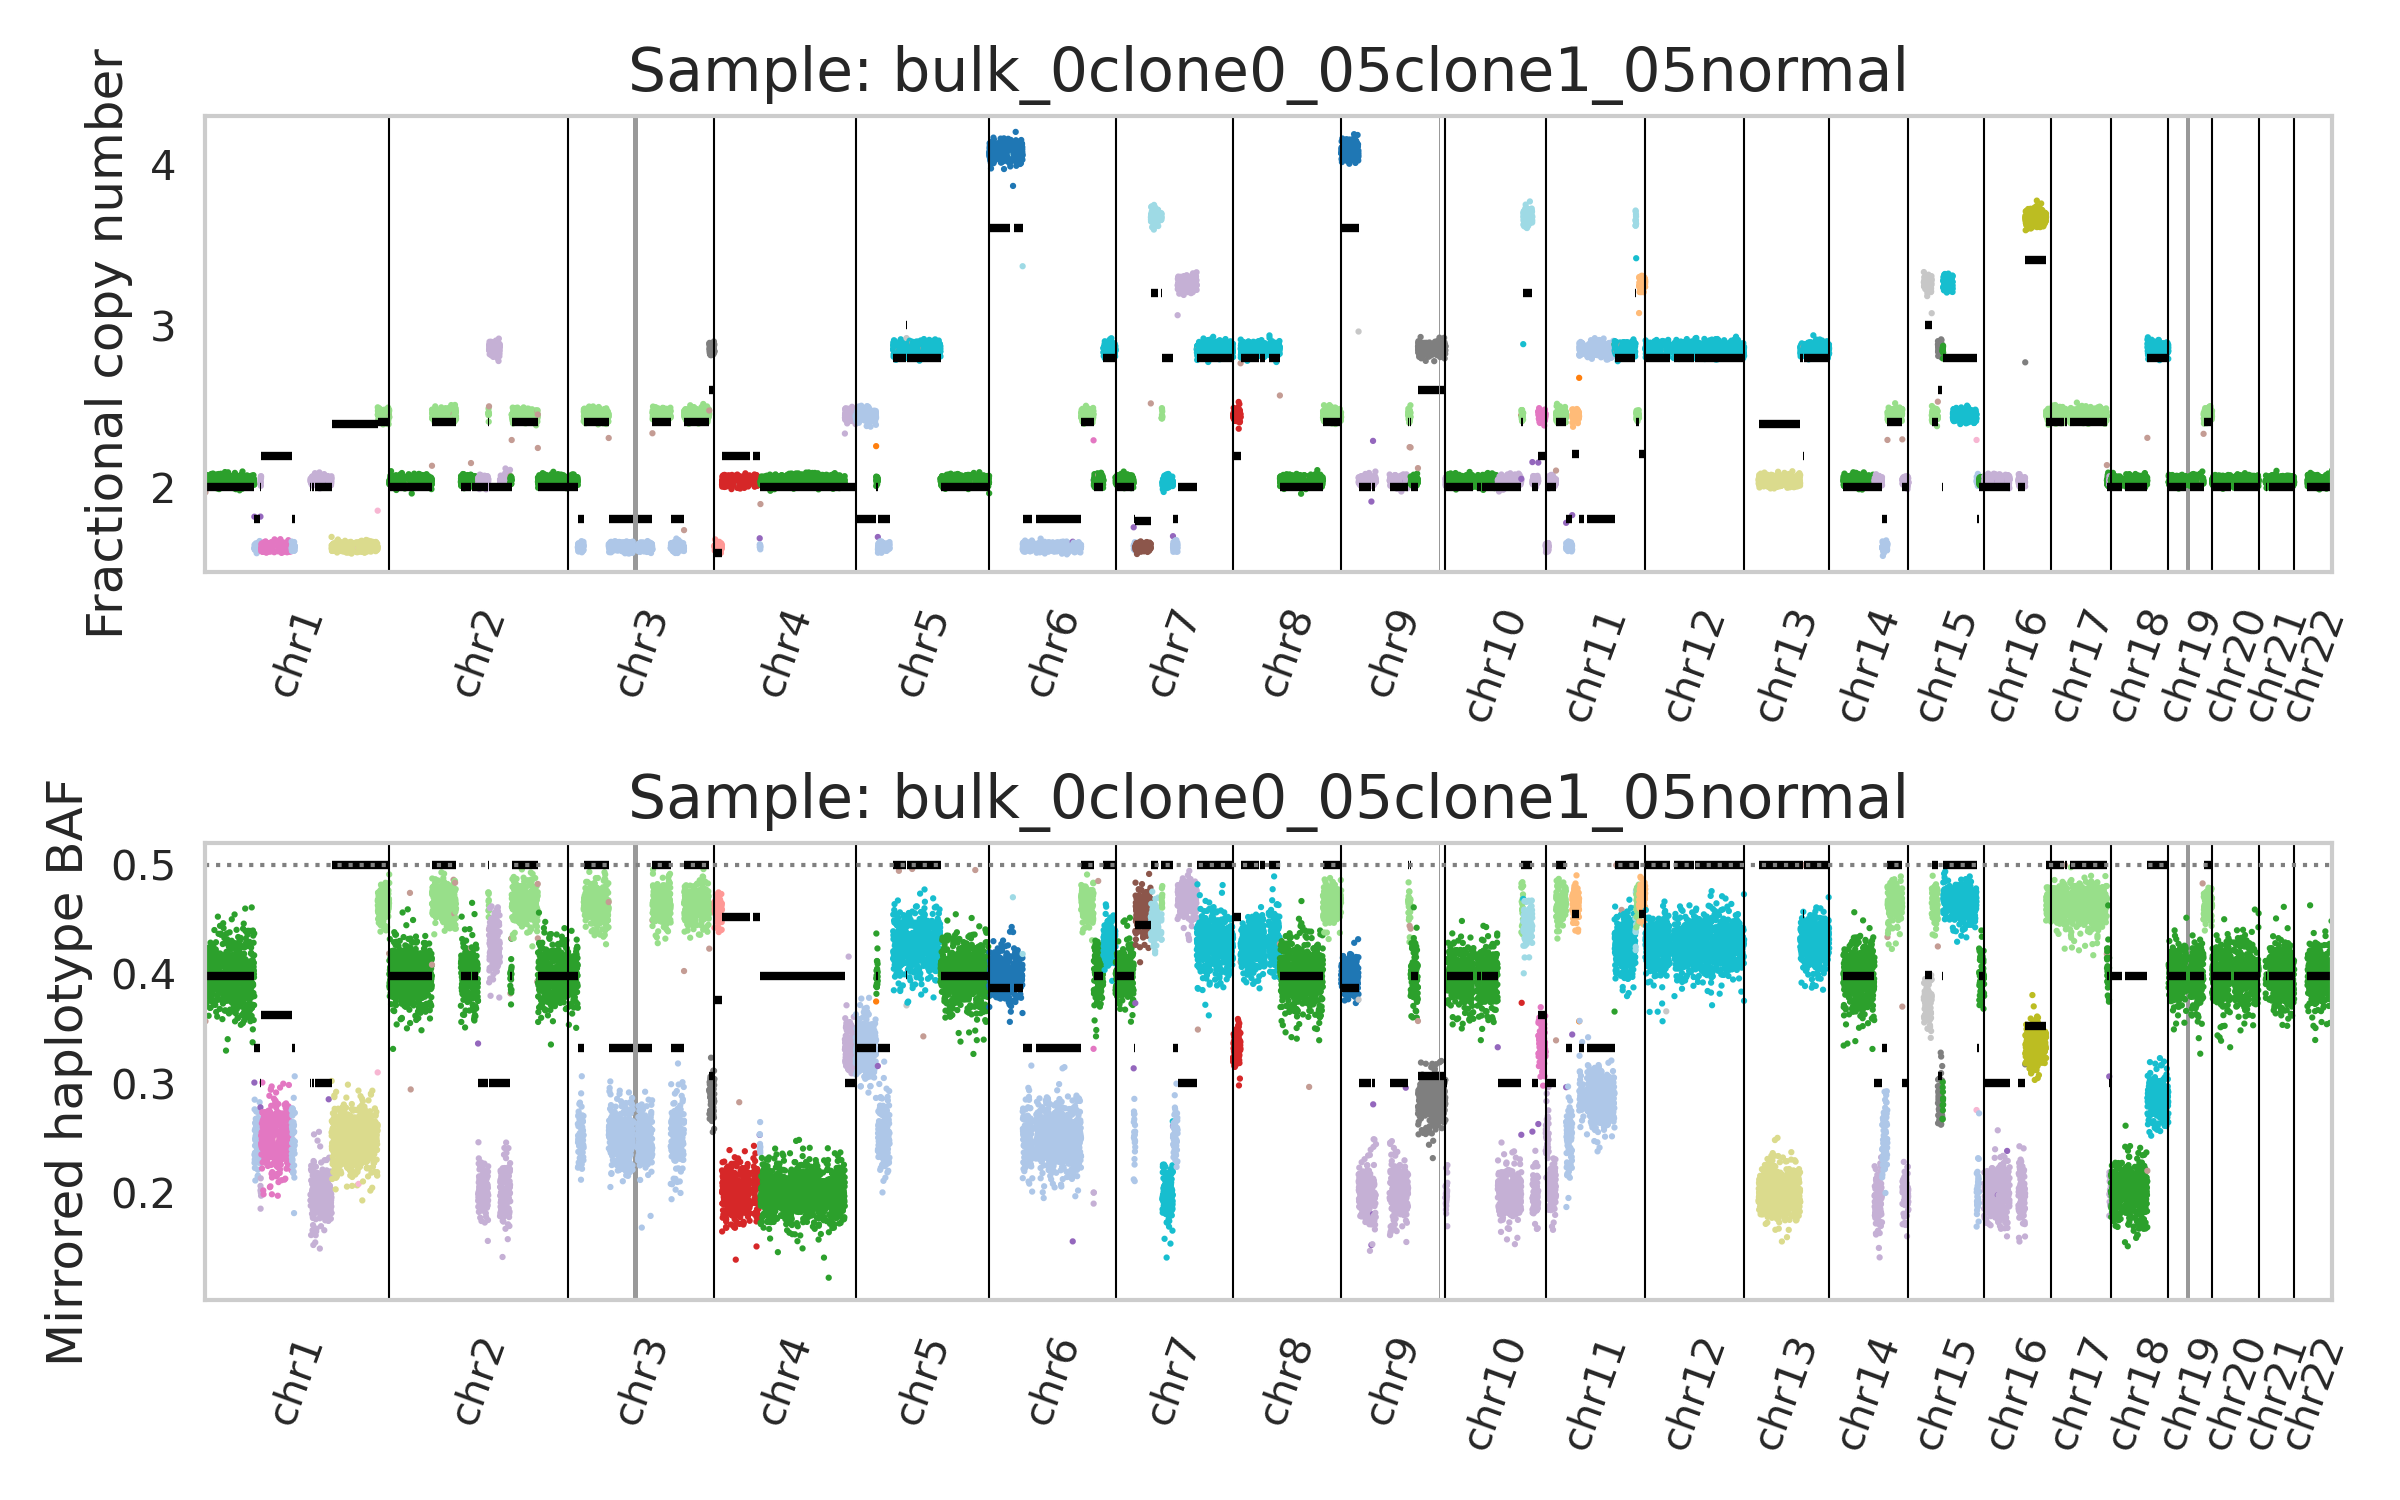 Sample: bulk_0clone0_05clone1_05normal
Fractional copy number
4
3
2
chr1 chr2 chr3 chr4 chr5 chr6 chr7 chr8 chr9 chr10 chr11 chr12 chr13 chr14 chr15 chr16 chr17 chr18 chr19 chr20 chr21 chr22
Sample: bulk_0clone0_05clone1_05normal
Mirrored haplotype BAF
0.5
0.4
0.3
0.2
chr1 chr2 chr3 chr4 chr5 chr6 chr7 chr8 chr9 chr10 chr11 chr12 chr13 chr14 chr15 chr16 chr17 chr18 chr19 chr20 chr21 chr22